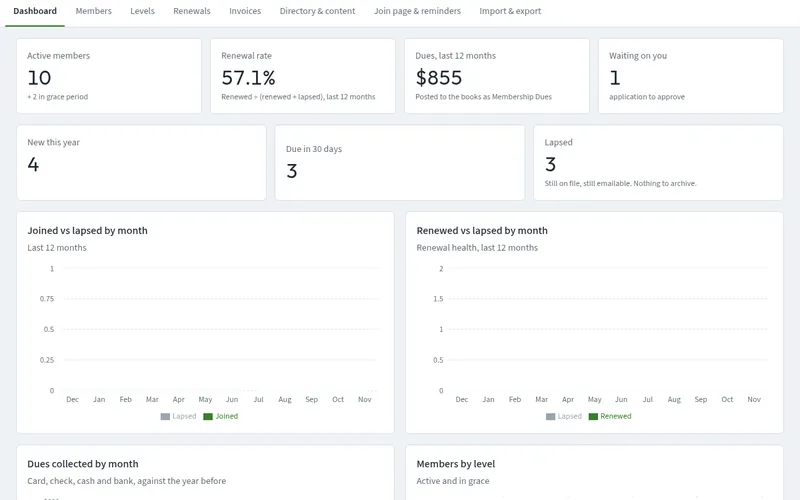 Dashboard Members Levels Renewals Invoices Directory & content Join page & reminders Import & export
Active members
10
+ 2 in grace period
Renewal rate
57.1%
Renewed ÷ (renewed + lapsed), last 12 months
Dues, last 12 months
$855
Posted to the books as Membership Dues
Waiting on you
1
application to approve
New this year
4
Due in 30 days
3
Lapsed
3
Still on file, still emailable. Nothing to archive.
Joined vs lapsed by month
Last 12 months
1
0.75
0.5
0.25
0
Dec Jan Feb Mar Apr May Jun Jul Aug Sep Oct Nov
Lapsed Joined
Renewed vs lapsed by month
Renewal health, last 12 months
2
1.5
1
0.5
0
Dec Jan Feb Mar Apr May Jun Jul Aug Sep Oct Nov
Lapsed Renewed
Dues collected by month
Card, check, cash and bank, against the year before
Members by level
Active and in grace